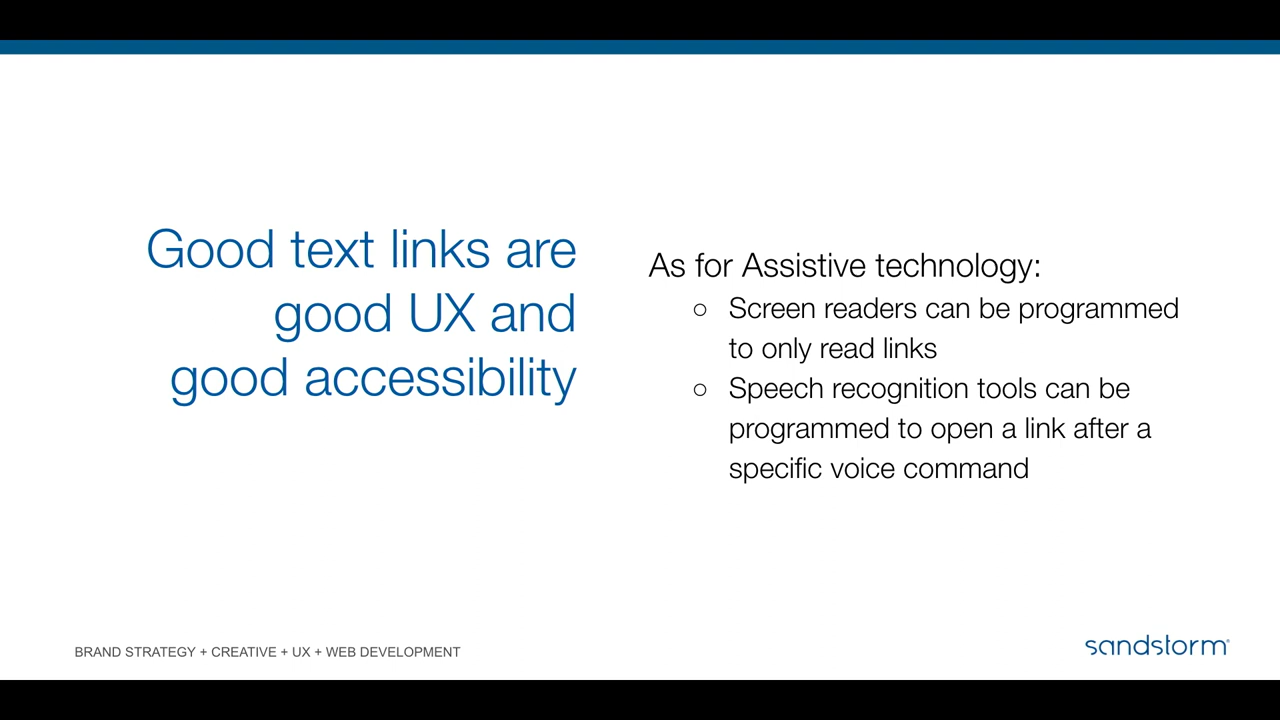 Good text links are
good UX and
good accessibility
As for Assistive technology:
○ Screen readers can be programmed
to only read links
○ Speech recognition tools can be
programmed to open a link after a
specific voice command
BRAND STRATEGY + CREATIVE + UX + WEB DEVELOPMENT
sandstorm®